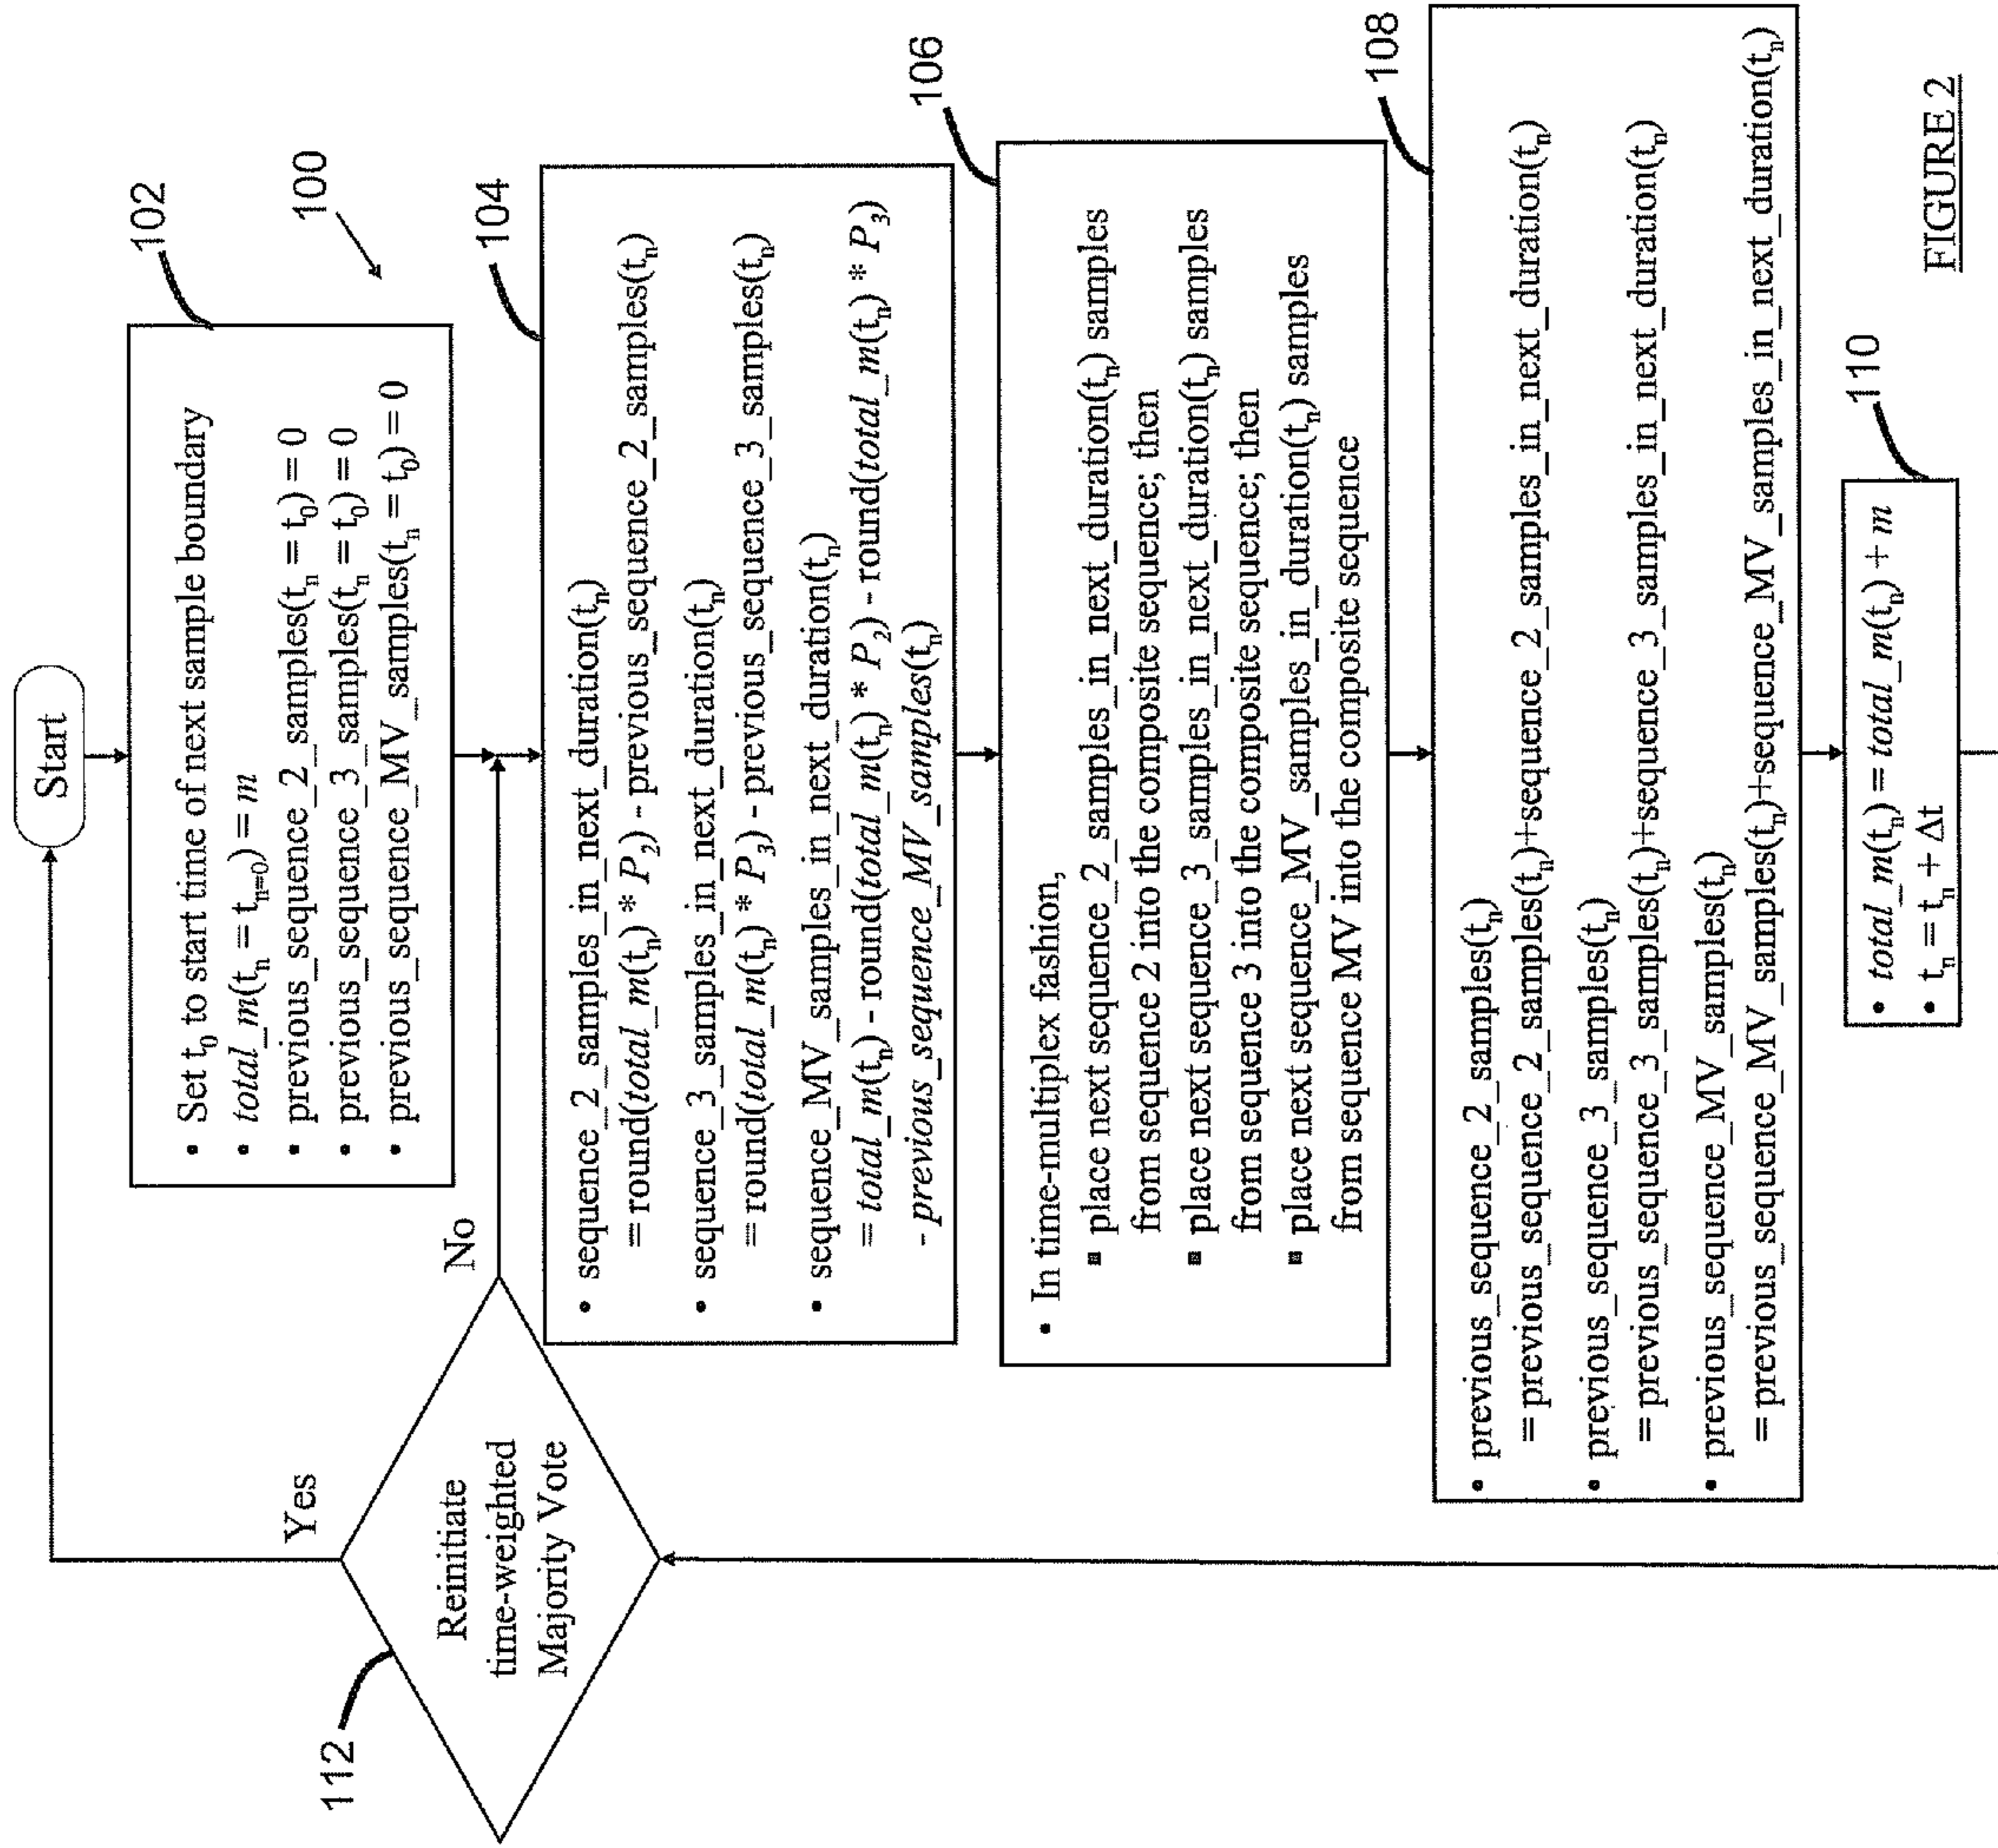 Start
102
• Set t₀ to start time of next sample boundary
• total_m(tₙ = tₙ₌₀) = m
• previous_sequence_2_samples(tₙ = t₀) = 0
• previous_sequence_3_samples(tₙ = t₀) = 0
• previous_sequence_MV_samples(tₙ = t₀) = 0
100
Yes
No
112
Reinitiate
time-weighted
Majority Vote
104
• sequence_2_samples_in_next_duration(tₙ)
= round(total_m(tₙ) * P₂) - previous_sequence_2_samples(tₙ)
• sequence_3_samples_in_next_duration(tₙ)
= round(total_m(tₙ) * P₃) - previous_sequence_3_samples(tₙ)
• sequence_MV_samples_in_next_duration(tₙ)
= total_m(tₙ) - round(total_m(tₙ) * P₂) - round(total_m(tₙ) * P₃)
- previous_sequence_MV_samples(tₙ)
106
• In time-multiplex fashion,
▪ place next sequence_2_samples_in_next_duration(tₙ) samples
from sequence 2 into the composite sequence; then
▪ place next sequence_3_samples_in_next_duration(tₙ) samples
from sequence 3 into the composite sequence; then
▪ place next sequence_MV_samples_in_duration(tₙ) samples
from sequence MV into the composite sequence
108
• previous_sequence_2_samples(tₙ)
= previous_sequence_2_samples(tₙ)+sequence_2_samples_in_next_duration(tₙ)
• previous_sequence_3_samples(tₙ)
= previous_sequence_3_samples(tₙ)+sequence_3_samples_in_next_duration(tₙ)
• previous_sequence_MV_samples(tₙ)
= previous_sequence_MV_samples(tₙ)+sequence_MV_samples_in_next_duration(tₙ)
110
• total_m(tₙ) = total_m(tₙ) + m
• tₙ = tₙ + Δt
FIGURE 2